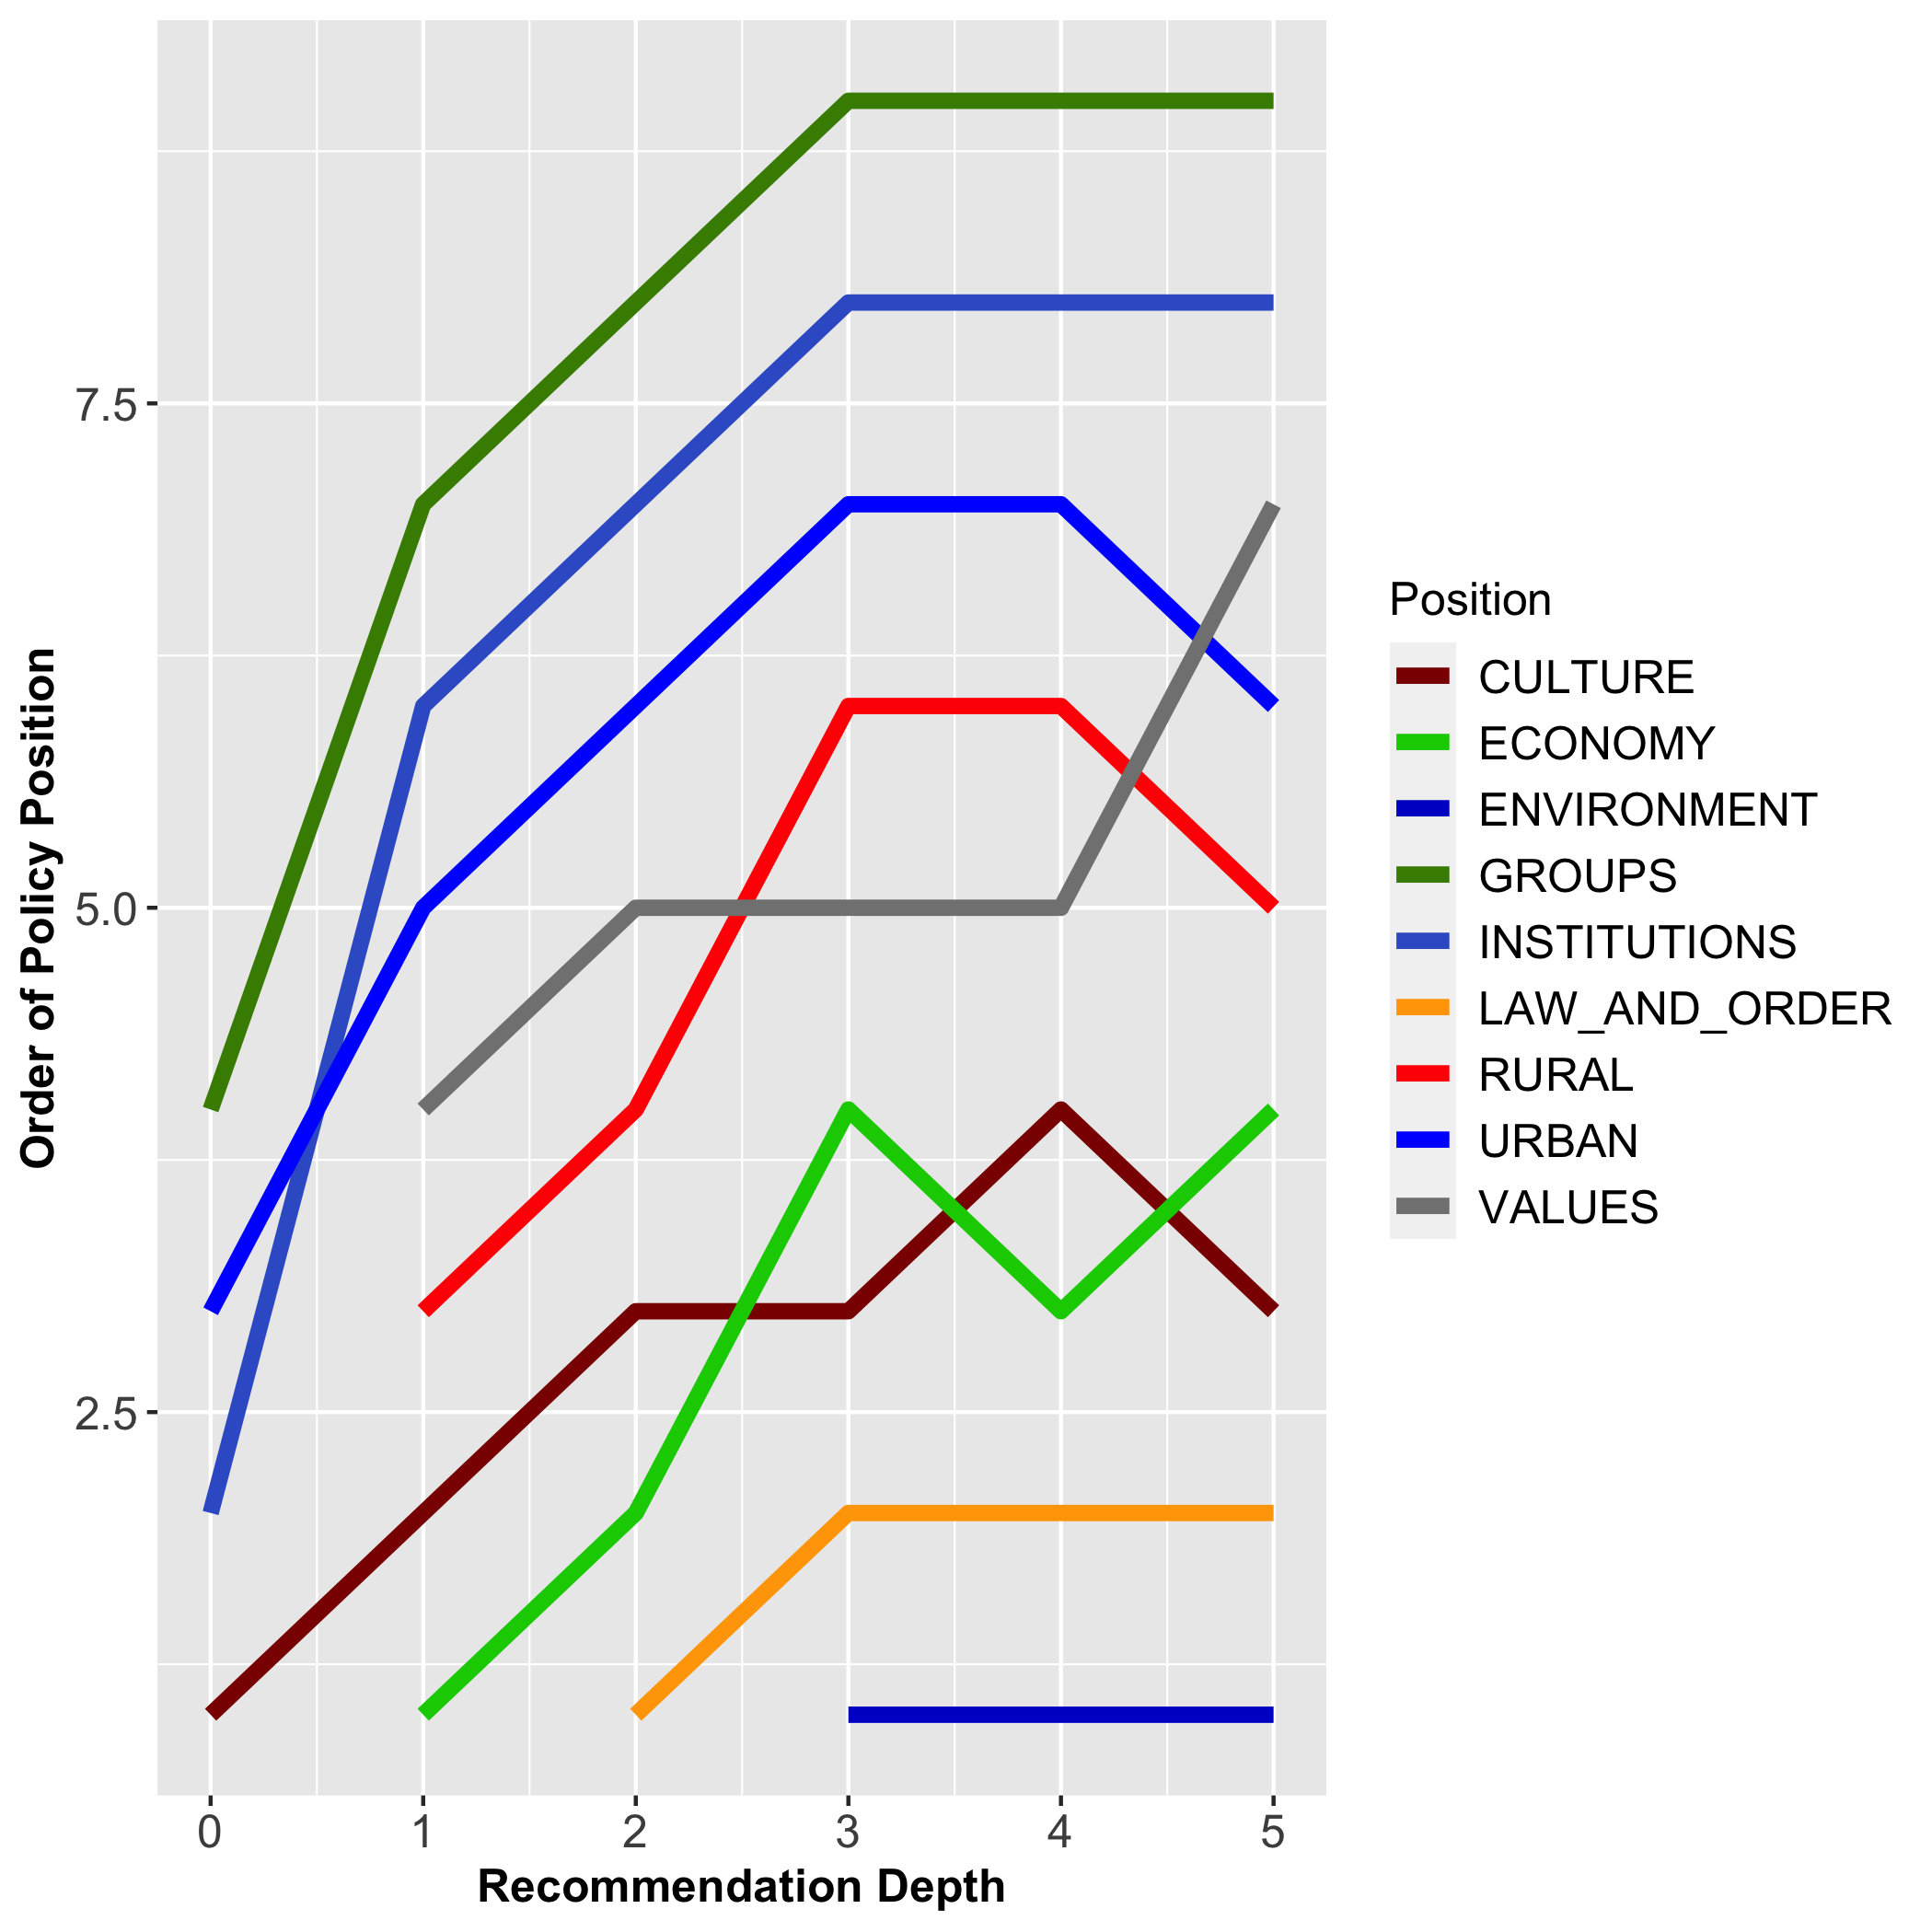 7.5
5.0
2.5
Order of Policy Position
0 1 2 3 4 5
Recommendation Depth
Position
CULTURE
ECONOMY
ENVIRONMENT
GROUPS
INSTITUTIONS
LAW_AND_ORDER
RURAL
URBAN
VALUES